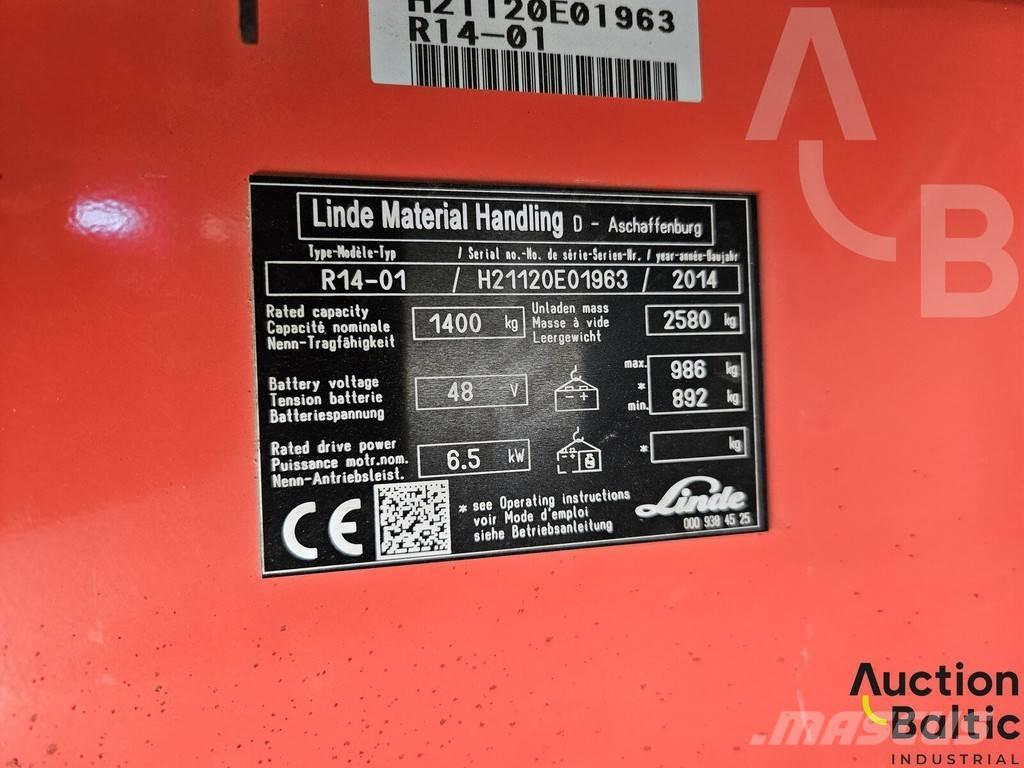 H21120E01963
R14-01
Linde Material Handling D - Aschaffenburg
Type-Modèle-Typ / Serial no.-No. de série-Serien-Nr. / year-année-Baujahr
R14-01 / H21120E01963 / 2014
Rated capacity
Capacité nominale
Nenn-Tragfähigkeit
1400 kg
Unladen mass
Masse à vide
Leergewicht
2580 kg
Battery voltage
Tension batterie
Batteriespannung
48 V
max. 986 kg
*
min. 892 kg
Rated drive power
Puissance motr.nom.
Nenn-Antriebsleist.
6.5 kW
* kg
CE
* see Operating instructions
voir Mode d'emploi
siehe Betriebsanleitung
Linde
000 938 45 25
A B
Auction
Baltic
INDUSTRIAL
MASCUS